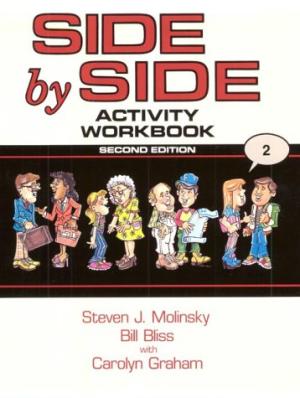 SIDE
by SIDE
ACTIVITY
WORKBOOK
SECOND EDITION
2
Steven J. Molinsky
Bill Bliss
with
Carolyn Graham